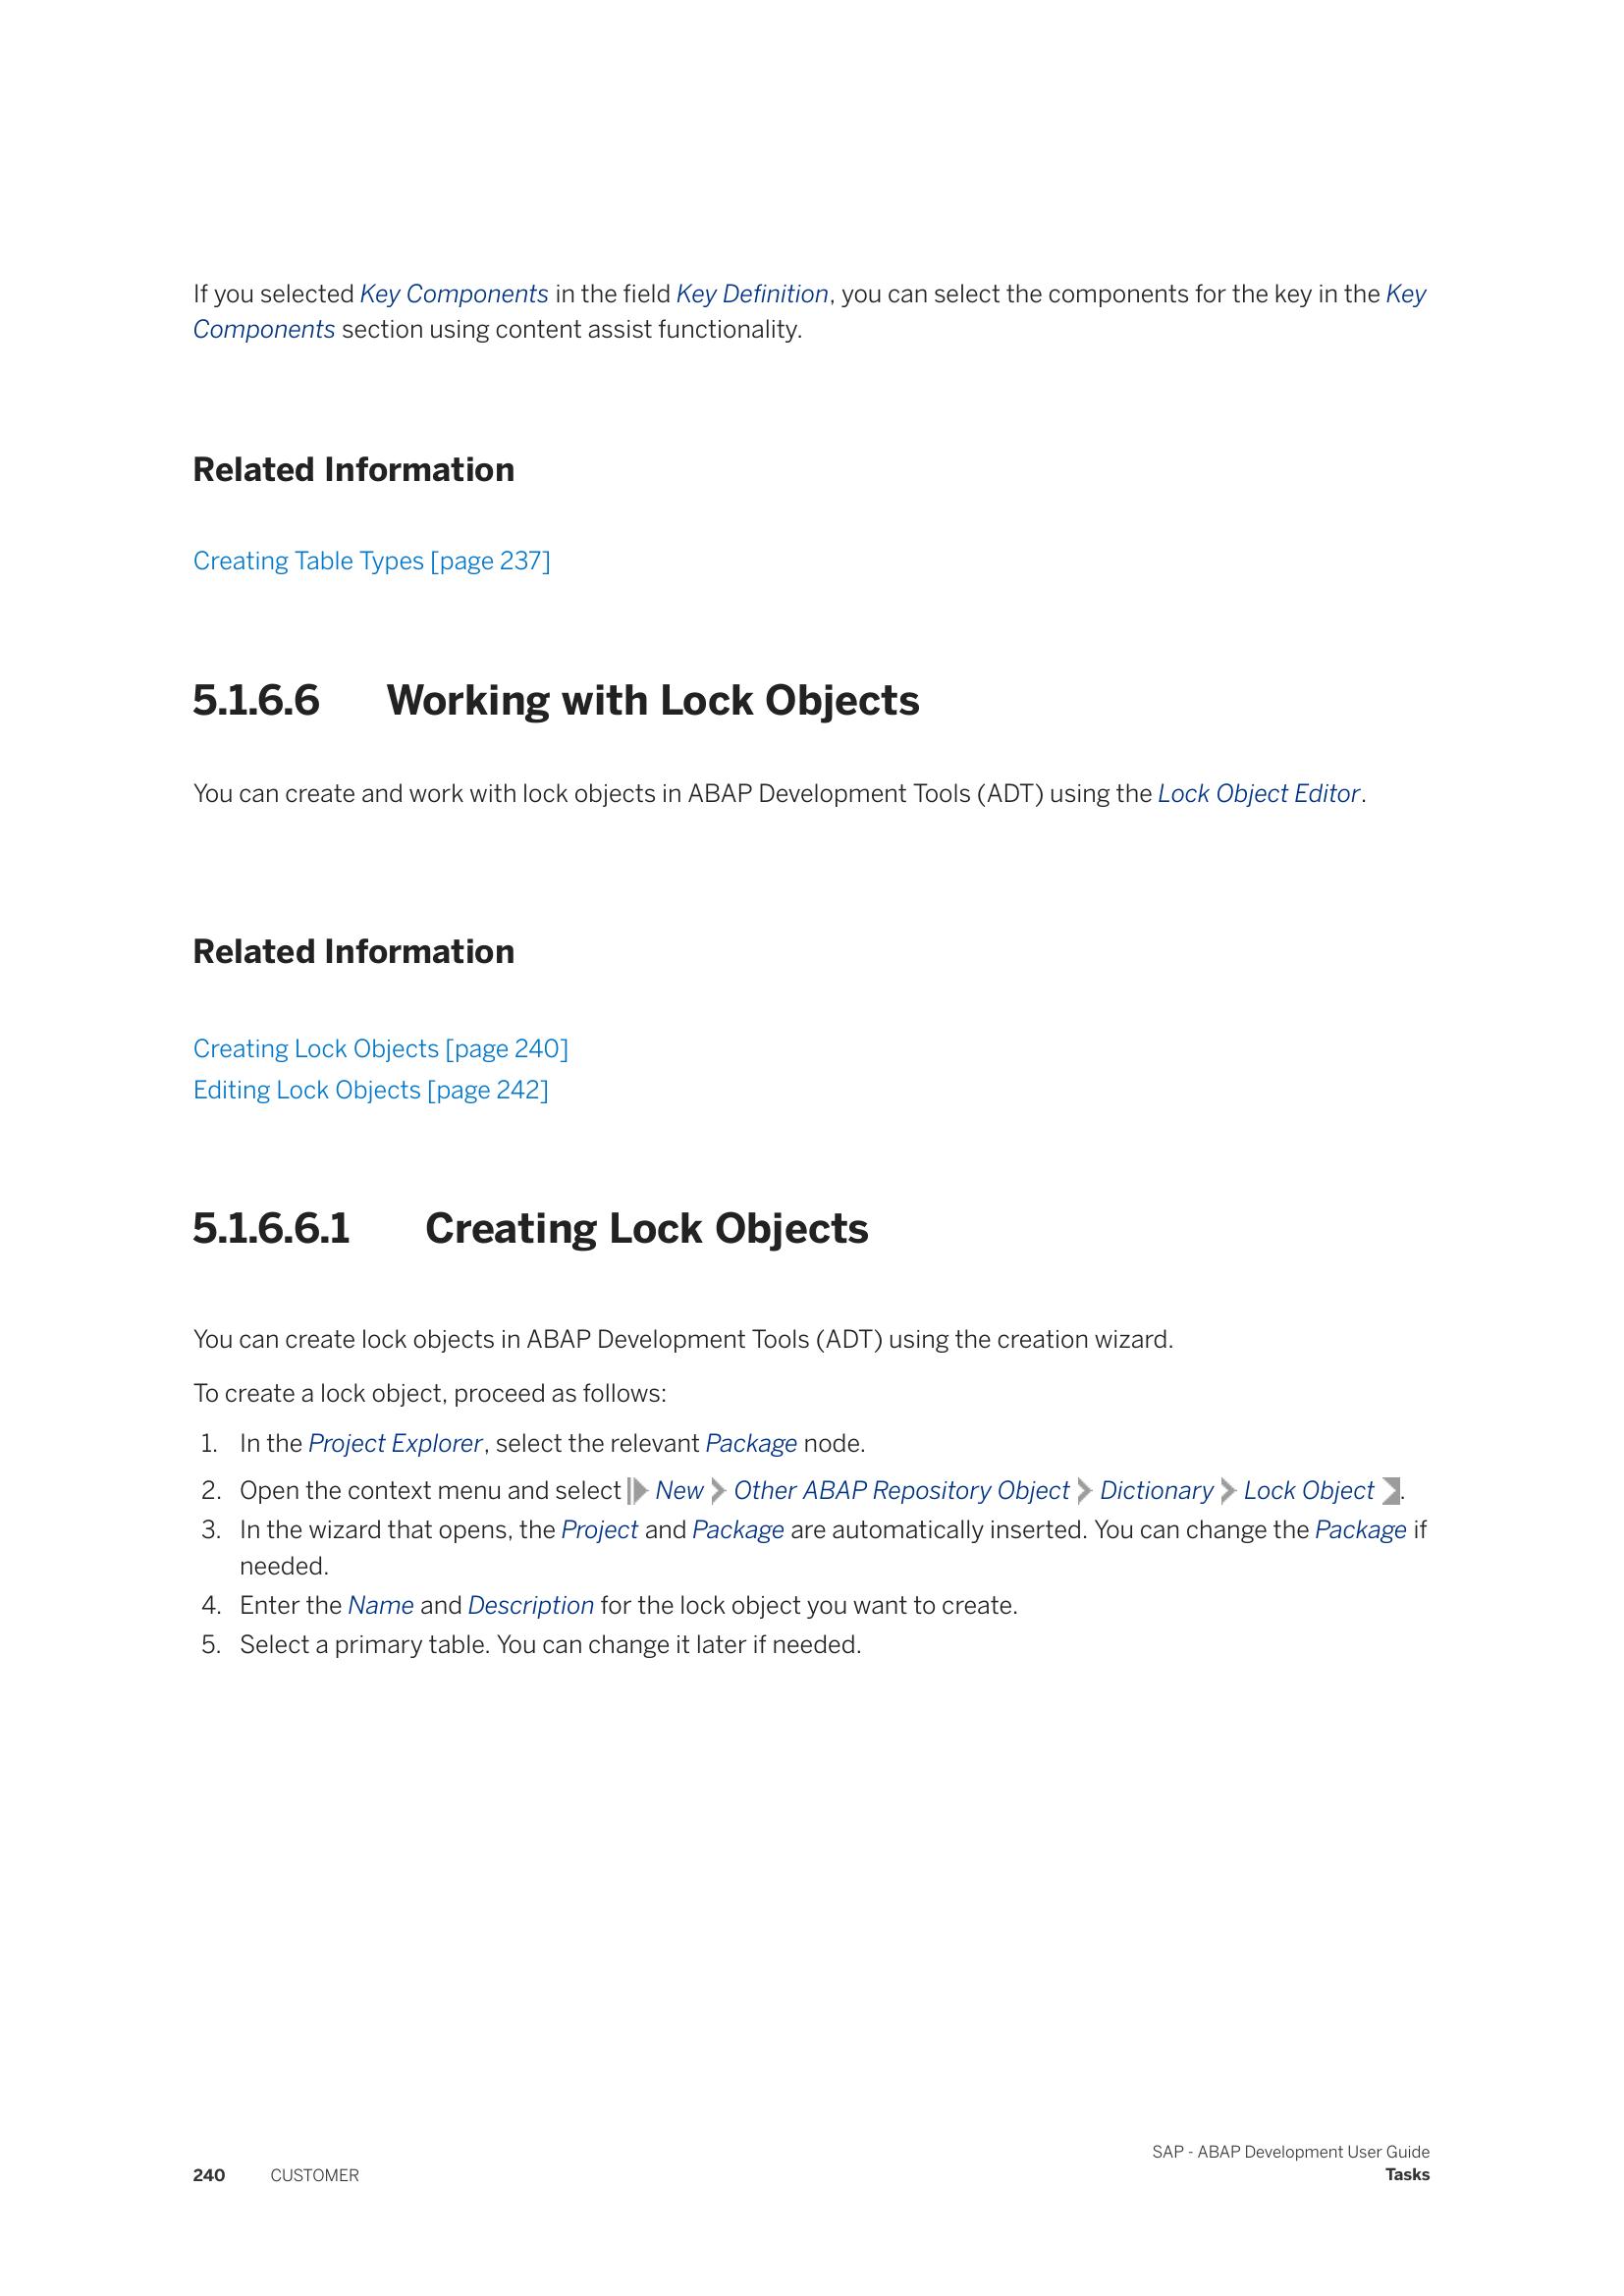 If you selected Key Components in the field Key Definition, you can select the components for the key in the Key
Components section using content assist functionality.
Related Information
Creating Table Types [page 237]
5.1.6.6 Working with Lock Objects
You can create and work with lock objects in ABAP Development Tools (ADT) using the Lock Object Editor.
Related Information
Creating Lock Objects [page 240]
Editing Lock Objects [page 242]
5.1.6.6.1 Creating Lock Objects
You can create lock objects in ABAP Development Tools (ADT) using the creation wizard.
To create a lock object, proceed as follows:
1. In the Project Explorer, select the relevant Package node.
2. Open the context menu and select New Other ABAP Repository Object Dictionary Lock Object .
3. In the wizard that opens, the Project and Package are automatically inserted. You can change the Package if
needed.
4. Enter the Name and Description for the lock object you want to create.
5. Select a primary table. You can change it later if needed.
SAP - ABAP Development User Guide
240 CUSTOMER Tasks